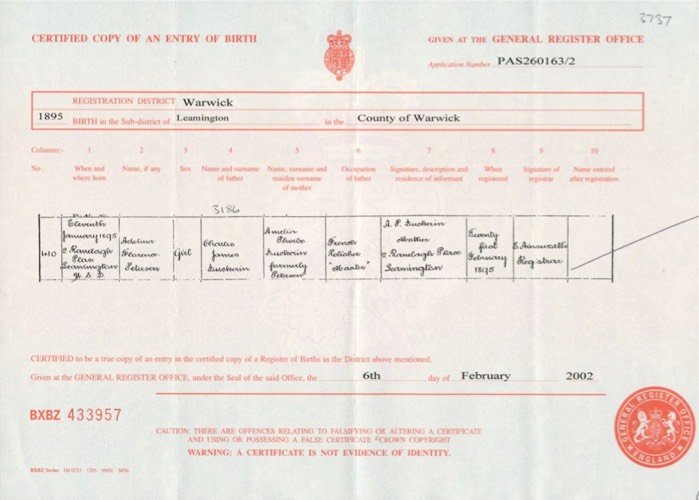 3737
CERTIFIED COPY OF AN ENTRY OF BIRTH
GIVEN AT THE GENERAL REGISTER OFFICE
Application Number PAS260163/2
REGISTRATION DISTRICT Warwick
1895 BIRTH in the Sub-district of Leamington in the County of Warwick
Columns:- 1 2 3 4 5 6 7 8 9 10
No. When and where born Name, if any Sex Name and surname of father Name, surname and maiden surname of mother Occupation of father Signature, description and residence of informant When registered Signature of registrar Name entered after registration
3186
410
Eleventh
January 1895
2 Ranelagh
Place
Leamington
Adelina
Florence
Girl
Charles
James
Amelia
Phoebe
formerly
French
Polisher
"Master"
A. P.
Mother
2 Ranelagh Place
Leamington
Twenty
first
February
1895
E Ainsworth
Registrar
CERTIFIED to be a true copy of an entry in the certified copy of a Register of Births in the District above mentioned.
Given at the GENERAL REGISTER OFFICE, under the Seal of the said Office, the 6th day of February 2002
BXBZ 433957
CAUTION: THERE ARE OFFENCES RELATING TO FALSIFYING OR ALTERING A CERTIFICATE
AND USING OR POSSESSING A FALSE CERTIFICATE ©CROWN COPYRIGHT
WARNING: A CERTIFICATE IS NOT EVIDENCE OF IDENTITY.
BXBZ Series
GENERAL REGISTER OFFICE
ENGLAND